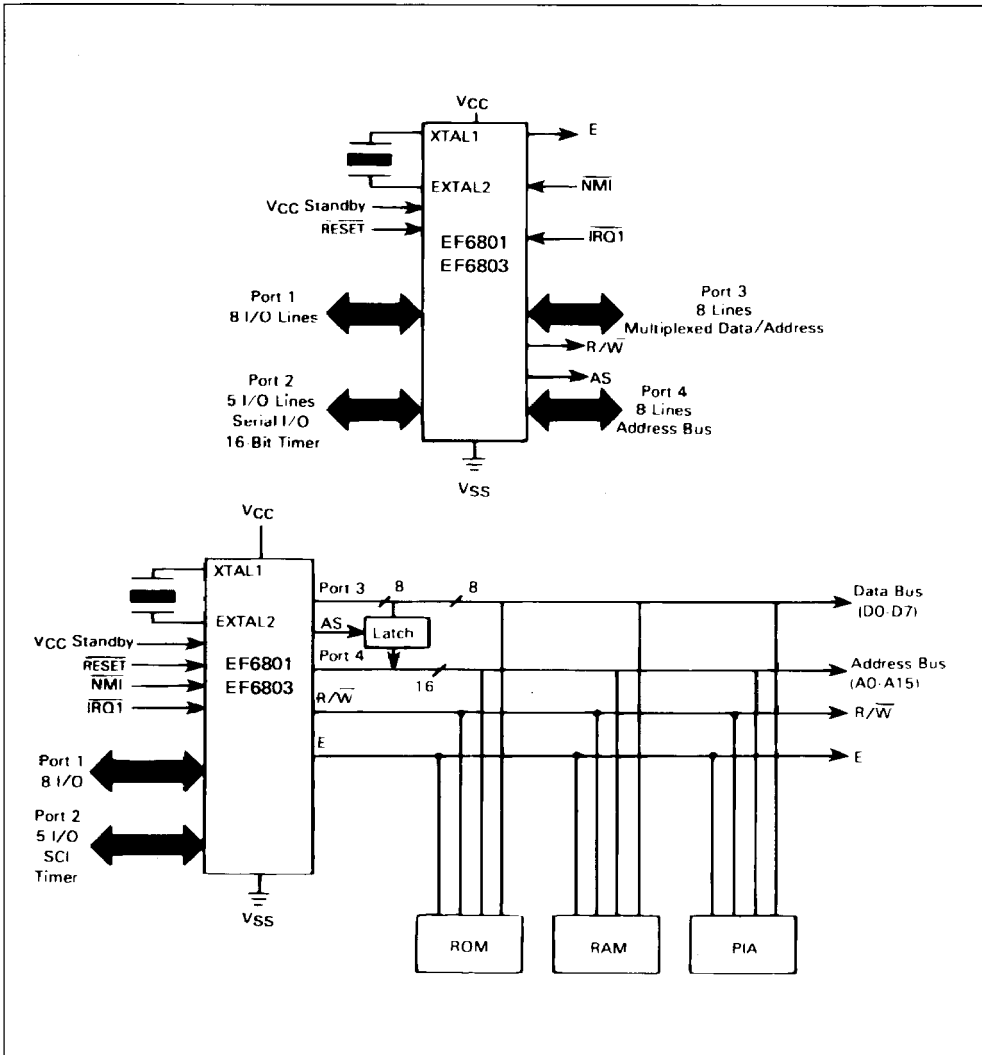 VCC
XTAL1
E
EXTAL2
NMI
VCC Standby
RESET
IRQ1
EF6801
EF6803
Port 1
8 I/O Lines
Port 3
8 Lines
Multiplexed Data/Address
R/W
AS
Port 2
5 I/O Lines
Serial I/O
16-Bit Timer
Port 4
8 Lines
Address Bus
VSS
VCC
XTAL1
EXTAL2
VCC Standby
RESET
NMI
IRQ1
EF6801
EF6803
Port 3
8
8
Data Bus
(D0-D7)
AS
Latch
Port 4
16
Address Bus
(A0-A15)
R/W
R/W
E
E
Port 1
8 I/O
Port 2
5 I/O
SCI
Timer
VSS
ROM
RAM
PIA